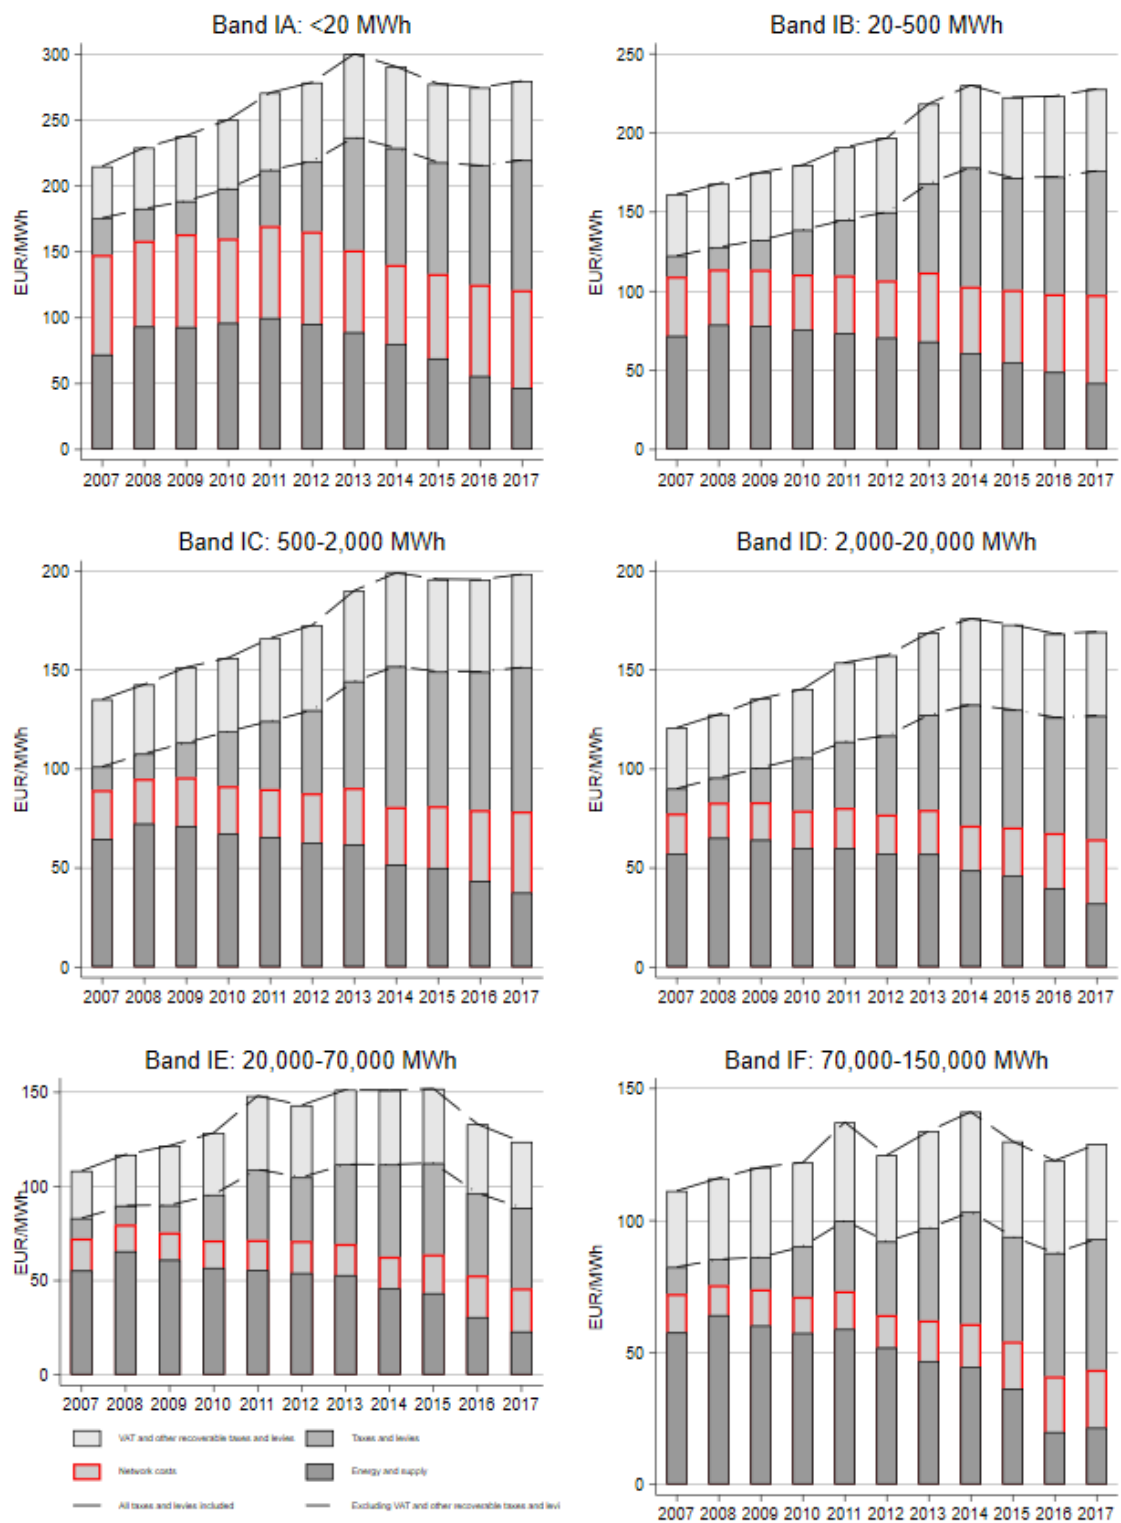 Band IA: <20 MWh
300
250
200
150
100
50
0
EUR/MWh
2007 2008 2009 2010 2011 2012 2013 2014 2015 2016 2017
Band IB: 20-500 MWh
250
200
150
100
50
0
EUR/MWh
2007 2008 2009 2010 2011 2012 2013 2014 2015 2016 2017
Band IC: 500-2,000 MWh
200
150
100
50
0
EUR/MWh
2007 2008 2009 2010 2011 2012 2013 2014 2015 2016 2017
Band ID: 2,000-20,000 MWh
200
150
100
50
0
EUR/MWh
2007 2008 2009 2010 2011 2012 2013 2014 2015 2016 2017
Band IE: 20,000-70,000 MWh
150
100
50
0
EUR/MWh
2007 2008 2009 2010 2011 2012 2013 2014 2015 2016 2017
VAT and other recoverable taxes and levies
Taxes and levies
Network costs
Energy and supply
All taxes and levies included
Excluding VAT and other recoverable taxes and levi
Band IF: 70,000-150,000 MWh
150
100
50
0
EUR/MWh
2007 2008 2009 2010 2011 2012 2013 2014 2015 2016 2017